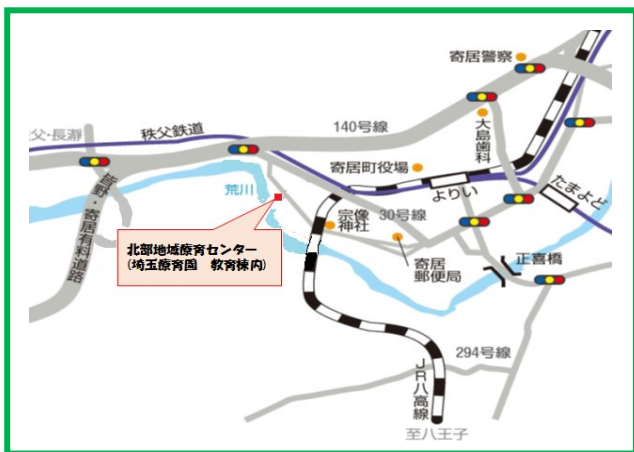 寄居警察
140号線
大島歯科
父・長瀞
秩父鉄道
皆野・寄居有料道路
荒川
寄居町役場
よりい
たまよど
北部地域療育センター
(埼玉療育園　教育棟内)
宗像
神社
30号線
寄居
郵便局
正喜橋
294号線
JR八高線
至八王子